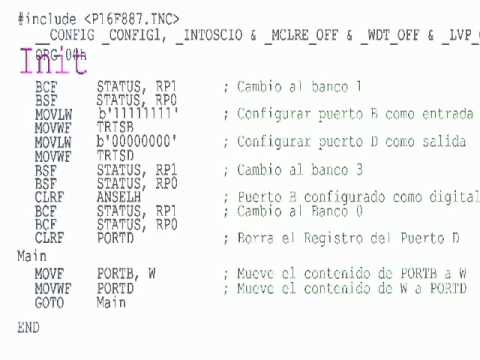 #include <P16F887.INC>
__CONFIG _CONFIG1, _INTOSCIO & _MCLRE_OFF & _WDT_OFF & _LVP_
ORG 00h
Init
BCF STATUS, RP1 ; Cambio al banco 1
BSF STATUS, RP0
MOVLW b'11111111' ; Configurar puerto B como entrada
MOVWF TRISB
MOVLW b'00000000' ; Configurar puerto D como salida
MOVWF TRISD
BSF STATUS, RP1 ; Cambio al banco 3
BSF STATUS, RP0
CLRF ANSELH ; Puerto B configurado como digital
BCF STATUS, RP1 ; Cambio al Banco 0
BCF STATUS, RP0
CLRF PORTD ; Borra el Registro del Puerto D
Main
MOVF PORTB, W ; Mueve el contenido de PORTB a W
MOVWF PORTD ; Mueve el contenido de W a PORTD
GOTO Main
END